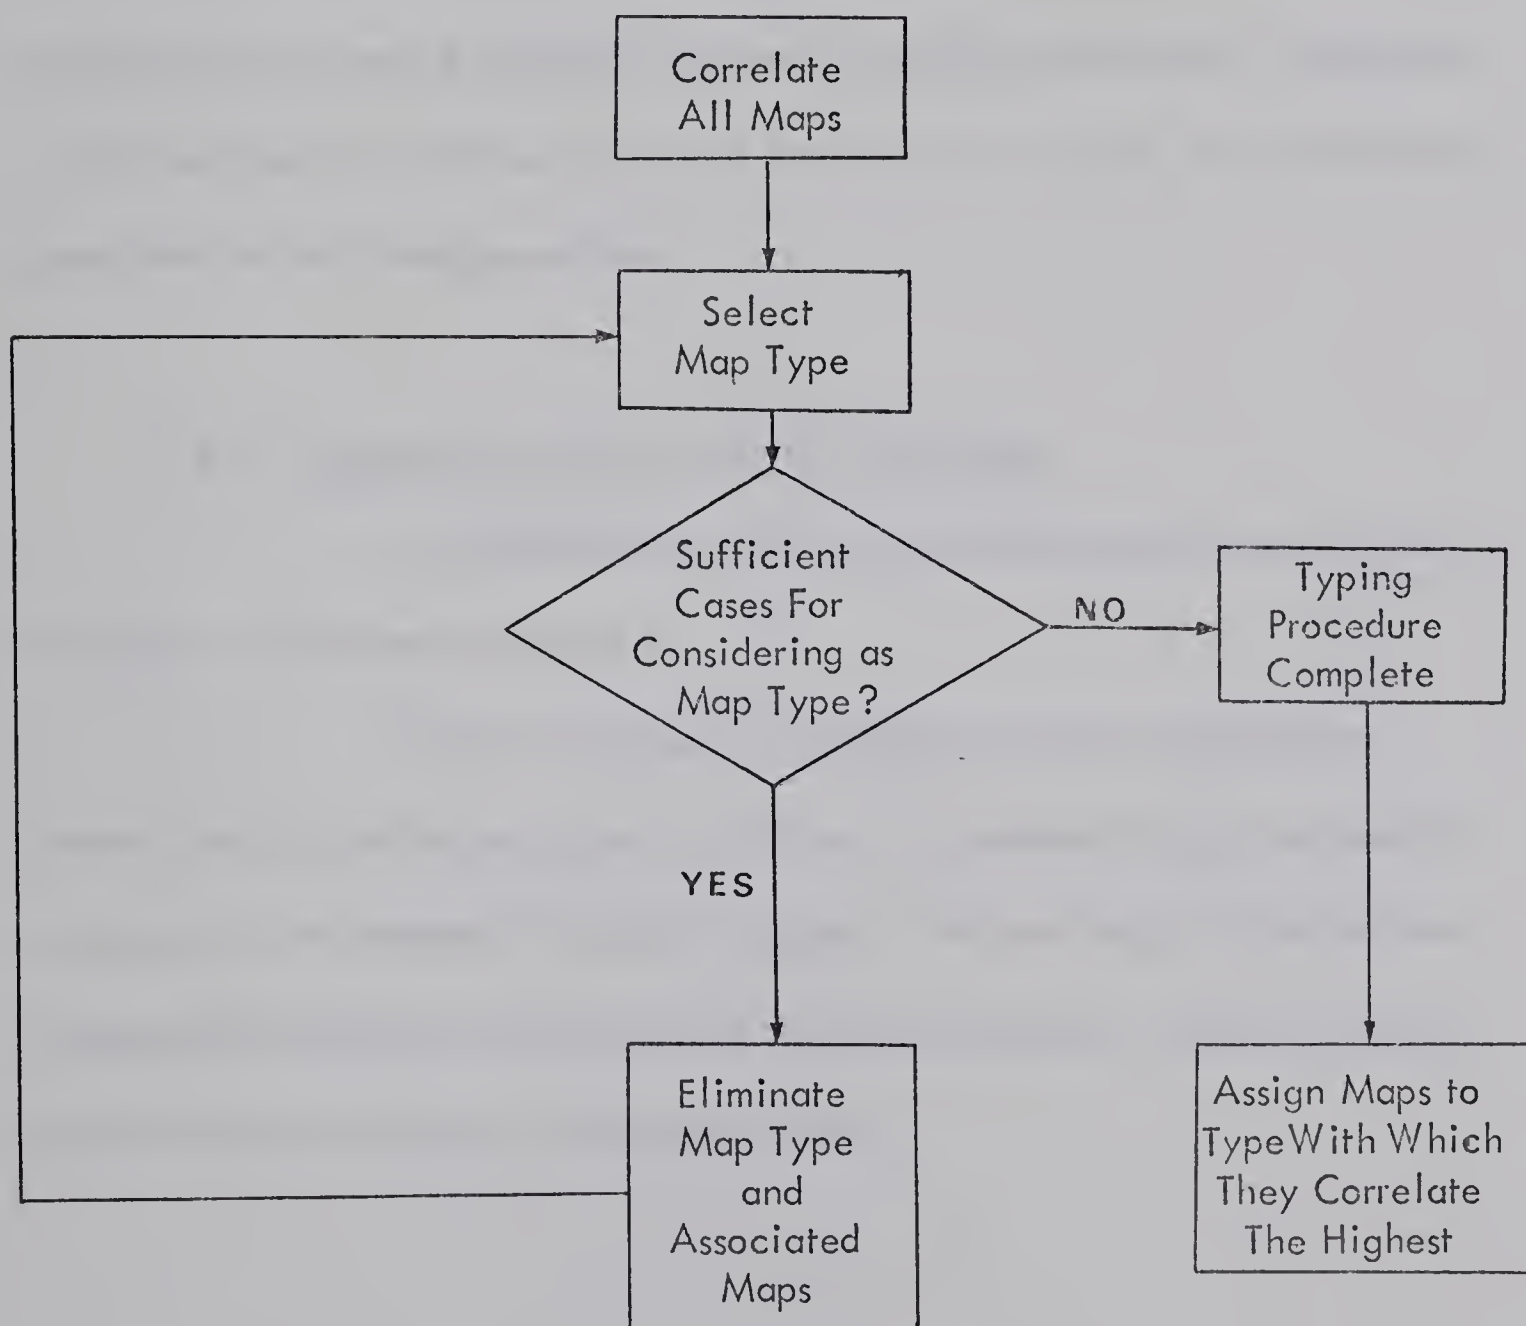 Correlate
All Maps
Select
Map Type
Sufficient
Cases For
Considering as
Map Type?
NO
Typing
Procedure
Complete
YES
Eliminate
Map Type
and
Associated
Maps
Assign Maps to
Type With Which
They Correlate
The Highest